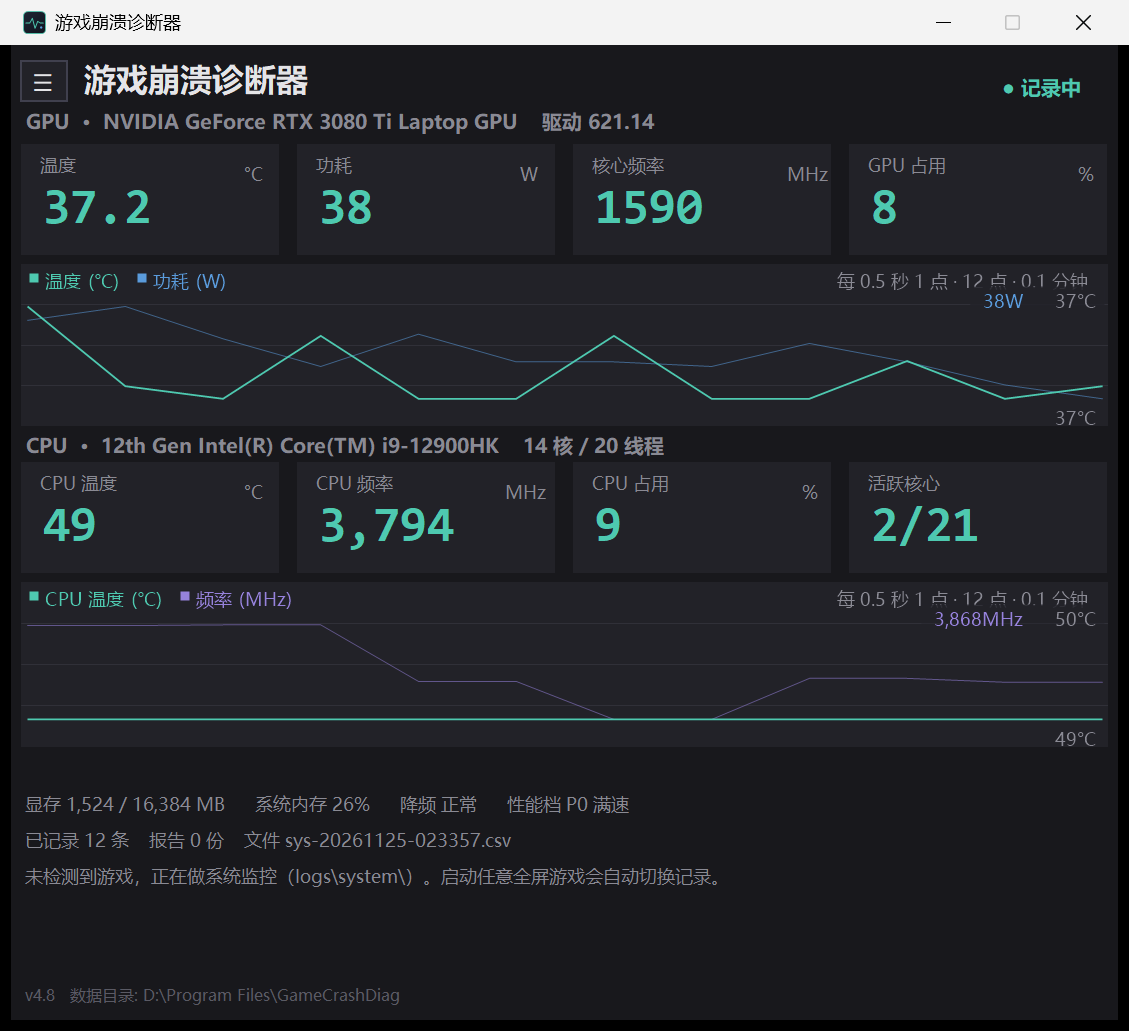 游戏崩溃诊断器
游戏崩溃诊断器
● 记录中
GPU • NVIDIA GeForce RTX 3080 Ti Laptop GPU 驱动 621.14
温度 °C 功耗 W 核心频率 MHz GPU 占用 %
37.2 38 1590 8
温度 (°C) 功耗 (W) 每 0.5 秒 1 点 · 12 点 · 0.1 分钟
38W 37°C
37°C
CPU • 12th Gen Intel(R) Core(TM) i9-12900HK 14 核 / 20 线程
CPU 温度 °C CPU 频率 MHz CPU 占用 % 活跃核心
49 3,794 9 2/21
CPU 温度 (°C) 频率 (MHz) 每 0.5 秒 1 点 · 12 点 · 0.1 分钟
3,868MHz 50°C
49°C
显存 1,524 / 16,384 MB 系统内存 26% 降频 正常 性能档 P0 满速
已记录 12 条 报告 0 份 文件 sys-20261125-023357.csv
未检测到游戏，正在做系统监控（logs\system\）。启动任意全屏游戏会自动切换记录。
v4.8 数据目录: D:\Program Files\GameCrashDiag